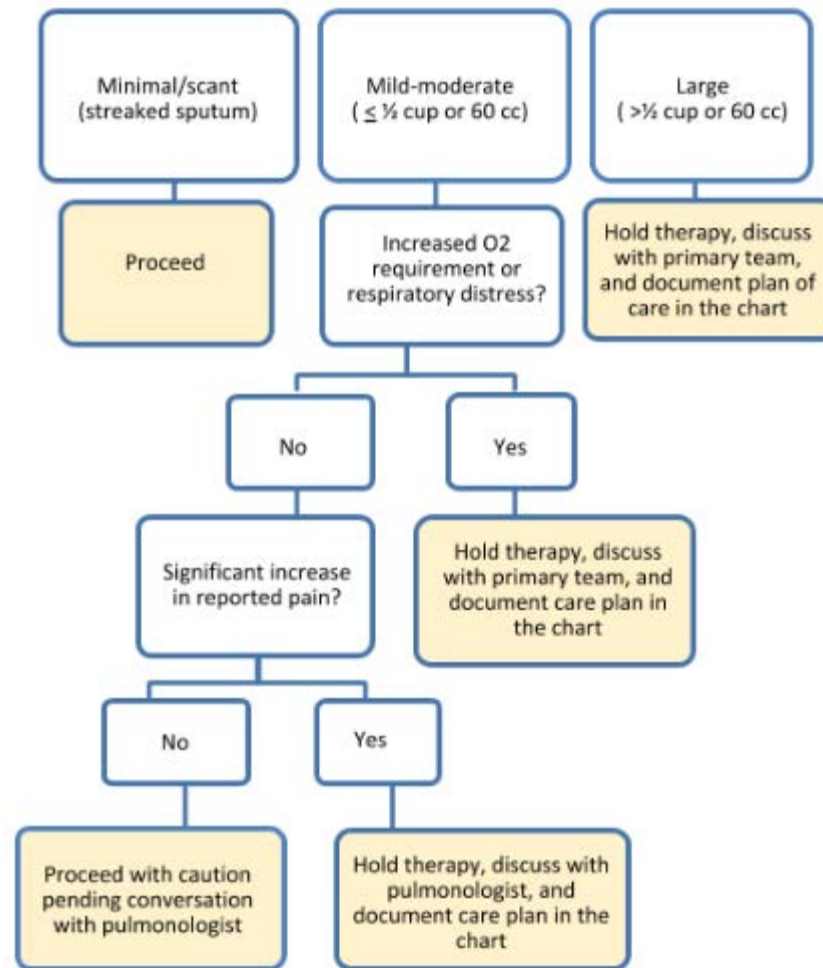 Minimal/scant
(streaked sputum)
Mild-moderate
( ≤ ½ cup or 60 cc)
Large
( >½ cup or 60 cc)
Proceed
Increased O2
requirement or
respiratory distress?
Hold therapy, discuss
with primary team,
and document plan of
care in the chart
No
Yes
Significant increase
in reported pain?
Hold therapy, discuss
with primary team, and
document care plan in
the chart
No
Yes
Proceed with caution
pending conversation
with pulmonologist
Hold therapy, discuss with
pulmonologist, and
document care plan in the
chart